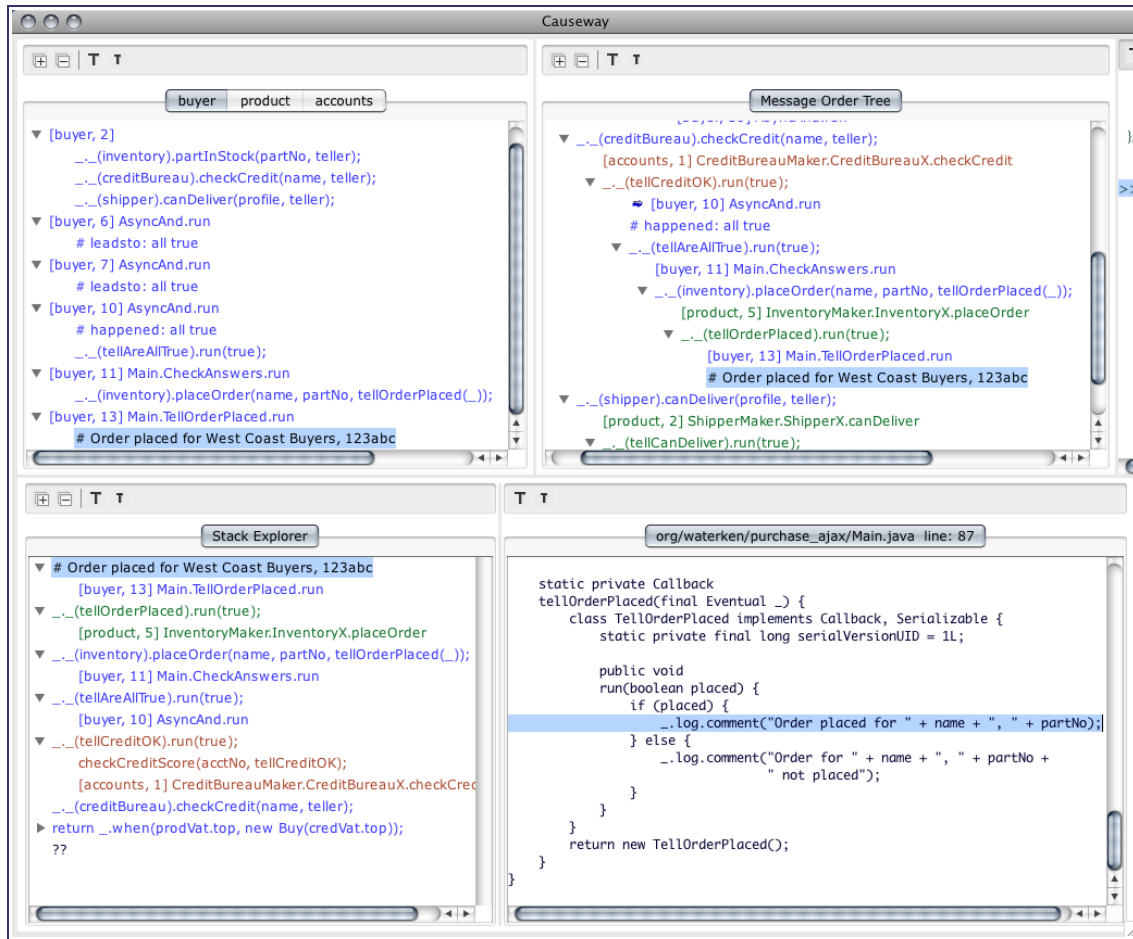 Causeway
T T
buyer product accounts
[buyer, 2]
_._(inventory).partInStock(partNo, teller);
_._(creditBureau).checkCredit(name, teller);
_._(shipper).canDeliver(profile, teller);
[buyer, 6] AsyncAnd.run
# leadsto: all true
[buyer, 7] AsyncAnd.run
# leadsto: all true
[buyer, 10] AsyncAnd.run
# happened: all true
_._(tellAreAllTrue).run(true);
[buyer, 11] Main.CheckAnswers.run
_._(inventory).placeOrder(name, partNo, tellOrderPlaced(_));
[buyer, 13] Main.TellOrderPlaced.run
# Order placed for West Coast Buyers, 123abc
T T
Message Order Tree
_._(creditBureau).checkCredit(name, teller);
[accounts, 1] CreditBureauMaker.CreditBureauX.checkCredit
_._(tellCreditOK).run(true);
[buyer, 10] AsyncAnd.run
# happened: all true
_._(tellAreAllTrue).run(true);
[buyer, 11] Main.CheckAnswers.run
_._(inventory).placeOrder(name, partNo, tellOrderPlaced(_));
[product, 5] InventoryMaker.InventoryX.placeOrder
_._(tellOrderPlaced).run(true);
[buyer, 13] Main.TellOrderPlaced.run
# Order placed for West Coast Buyers, 123abc
_._(shipper).canDeliver(profile, teller);
[product, 2] ShipperMaker.ShipperX.canDeliver
_._(tellCanDeliver).run(true);
},
>>
T T
Stack Explorer
# Order placed for West Coast Buyers, 123abc
[buyer, 13] Main.TellOrderPlaced.run
_._(tellOrderPlaced).run(true);
[product, 5] InventoryMaker.InventoryX.placeOrder
_._(inventory).placeOrder(name, partNo, tellOrderPlaced(_));
[buyer, 11] Main.CheckAnswers.run
_._(tellAreAllTrue).run(true);
[buyer, 10] AsyncAnd.run
_._(tellCreditOK).run(true);
checkCreditScore(acctNo, tellCreditOK);
[accounts, 1] CreditBureauMaker.CreditBureauX.checkCred
_._(creditBureau).checkCredit(name, teller);
return _.when(prodVat.top, new Buy(credVat.top));
??
T T
org/waterken/purchase_ajax/Main.java line: 87
static private Callback
tellOrderPlaced(final Eventual _) {
class TellOrderPlaced implements Callback, Serializable {
static private final long serialVersionUID = 1L;
public void
run(boolean placed) {
if (placed) {
_.log.comment("Order placed for " + name + ", " + partNo);
} else {
_.log.comment("Order for " + name + ", " + partNo +
" not placed");
}
}
}
return new TellOrderPlaced();
}
}